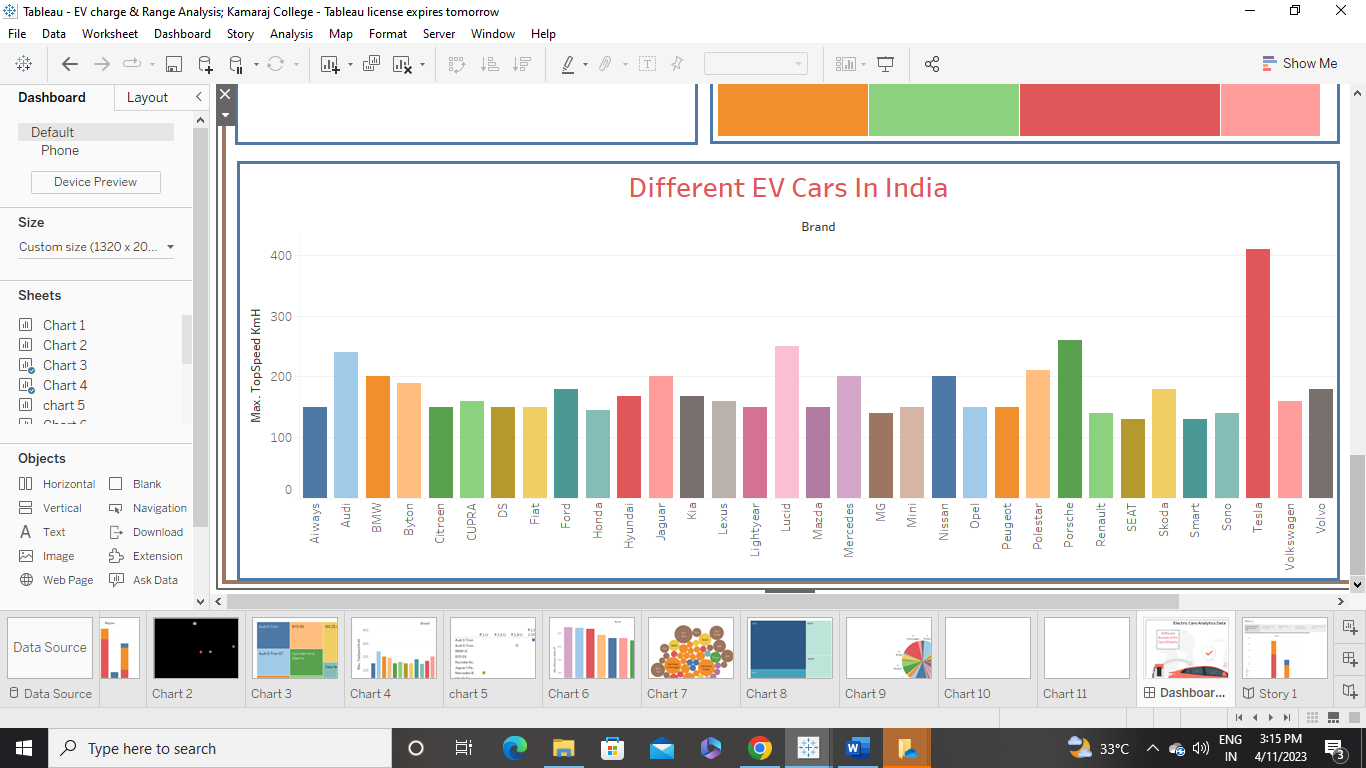 Tableau - EV charge & Range Analysis; Kamaraj College - Tableau license expires tomorrow
File Data Worksheet Dashboard Story Analysis Map Format Server Window Help
Show Me
Dashboard Layout
Default
Phone
Device Preview
Size
Custom size (1320 x 20...
Sheets
Chart 1
Chart 2
Chart 3
Chart 4
chart 5
Objects
Horizontal Blank
Vertical Navigation
Text Download
Image Extension
Web Page Ask Data
Different EV Cars In India
Brand
Max. TopSpeed KmH
400
300
200
100
0
Aiways
Audi
BMW
Byton
Citroen
CUPRA
DS
Fiat
Ford
Honda
Hyundai
Jaguar
Kia
Lexus
Lightyear
Lucid
Mazda
Mercedes
MG
Mini
Nissan
Opel
Peugeot
Polestar
Porsche
Renault
SEAT
Skoda
Smart
Sono
Tesla
Volkswagen
Volvo
Data Source
Electric Cars Analytics Data
Data Source Chart 2 Chart 3 Chart 4 chart 5 Chart 6 Chart 7 Chart 8 Chart 9 Chart 10 Chart 11 Dashboar... Story 1
Type here to search
33°C
ENG
IN
3:15 PM
4/11/2023
3